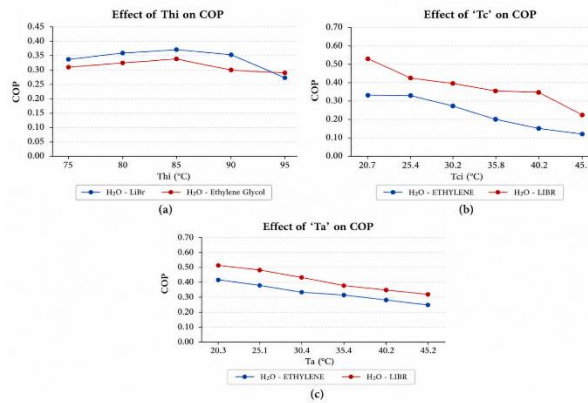 Effect of Thi on COP
0.45
0.40
0.35
0.30
0.25
0.20
0.15
0.10
0.05
0.00
COP
75 80 85 90 95
Thi (°C)
H₂O - LiBr H₂O - Ethylene Glycol
(a)
Effect of ‘Tc’ on COP
0.70
0.60
0.50
0.40
0.30
0.20
0.10
0.00
COP
20.7 25.4 30.2 35.8 40.2 45.
Tci (°C)
H₂O - ETHYLENE H₂O - LIBR
(b)
Effect of ‘Ta’ on COP
0.70
0.60
0.50
0.40
0.30
0.20
0.10
0.00
COP
20.3 25.1 30.4 35.4 40.2 45.2
Ta (°C)
H₂O - ETHYLENE H₂O - LIBR
(c)